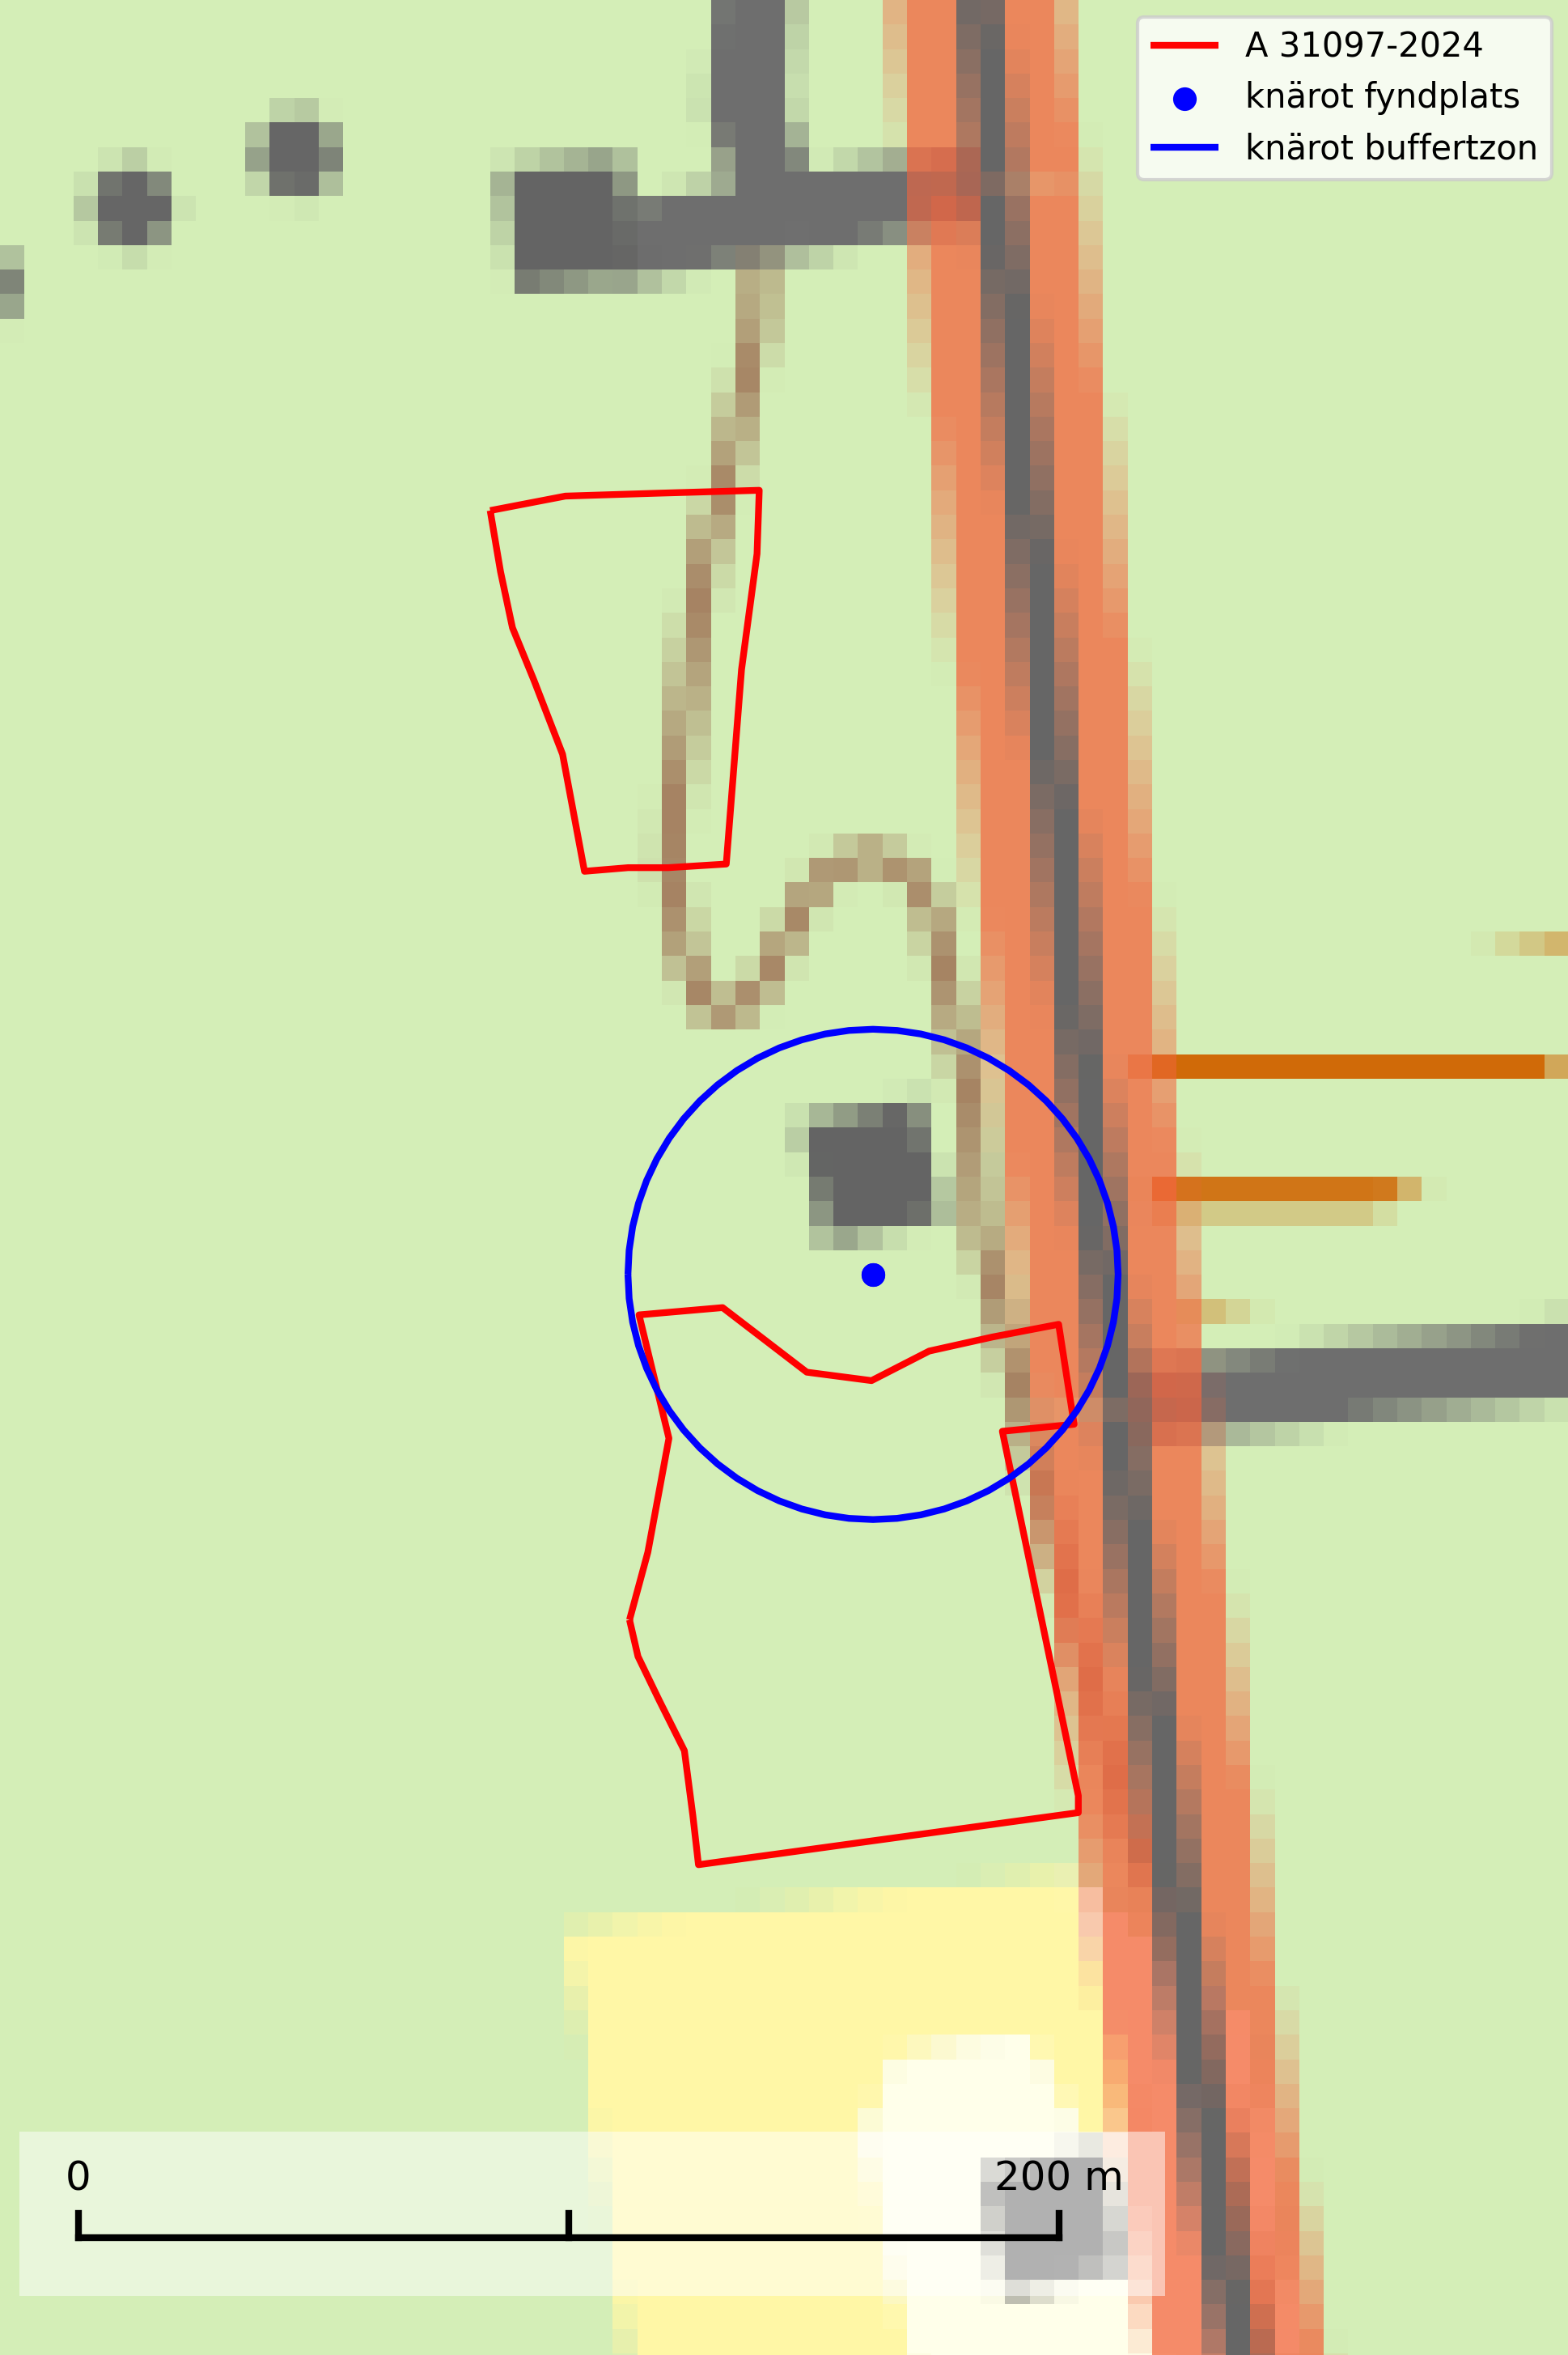 A 31097-2024
knärot fyndplats
knärot buffertzon
0 200 m